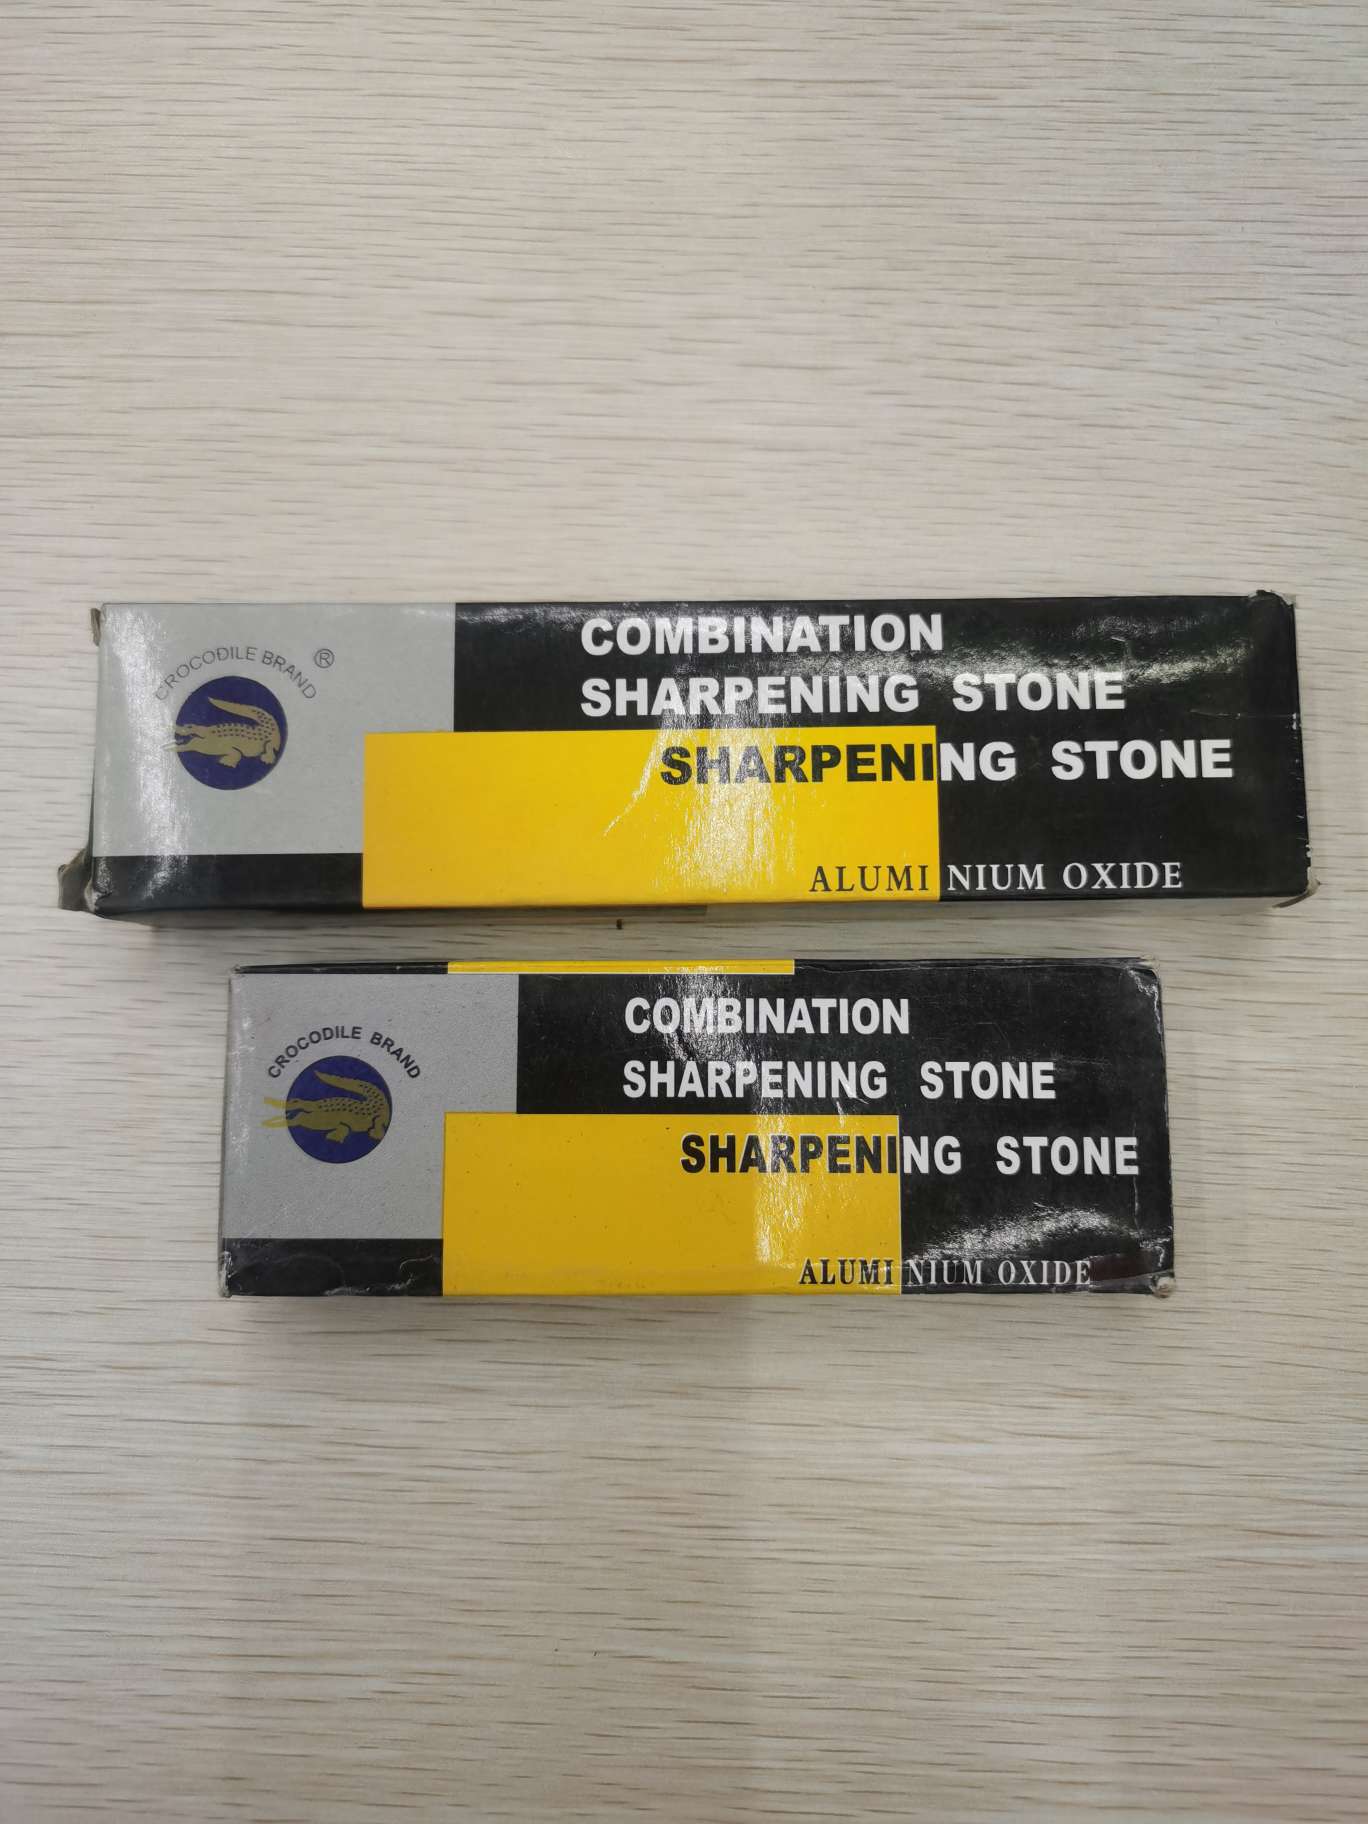 CROCODILE BRAND ®
COMBINATION
SHARPENING STONE
SHARPENING STONE
ALUMI NIUM OXIDE
CROCODILE BRAND
COMBINATION
SHARPENING STONE
SHARPENING STONE
ALUMI NIUM OXIDE